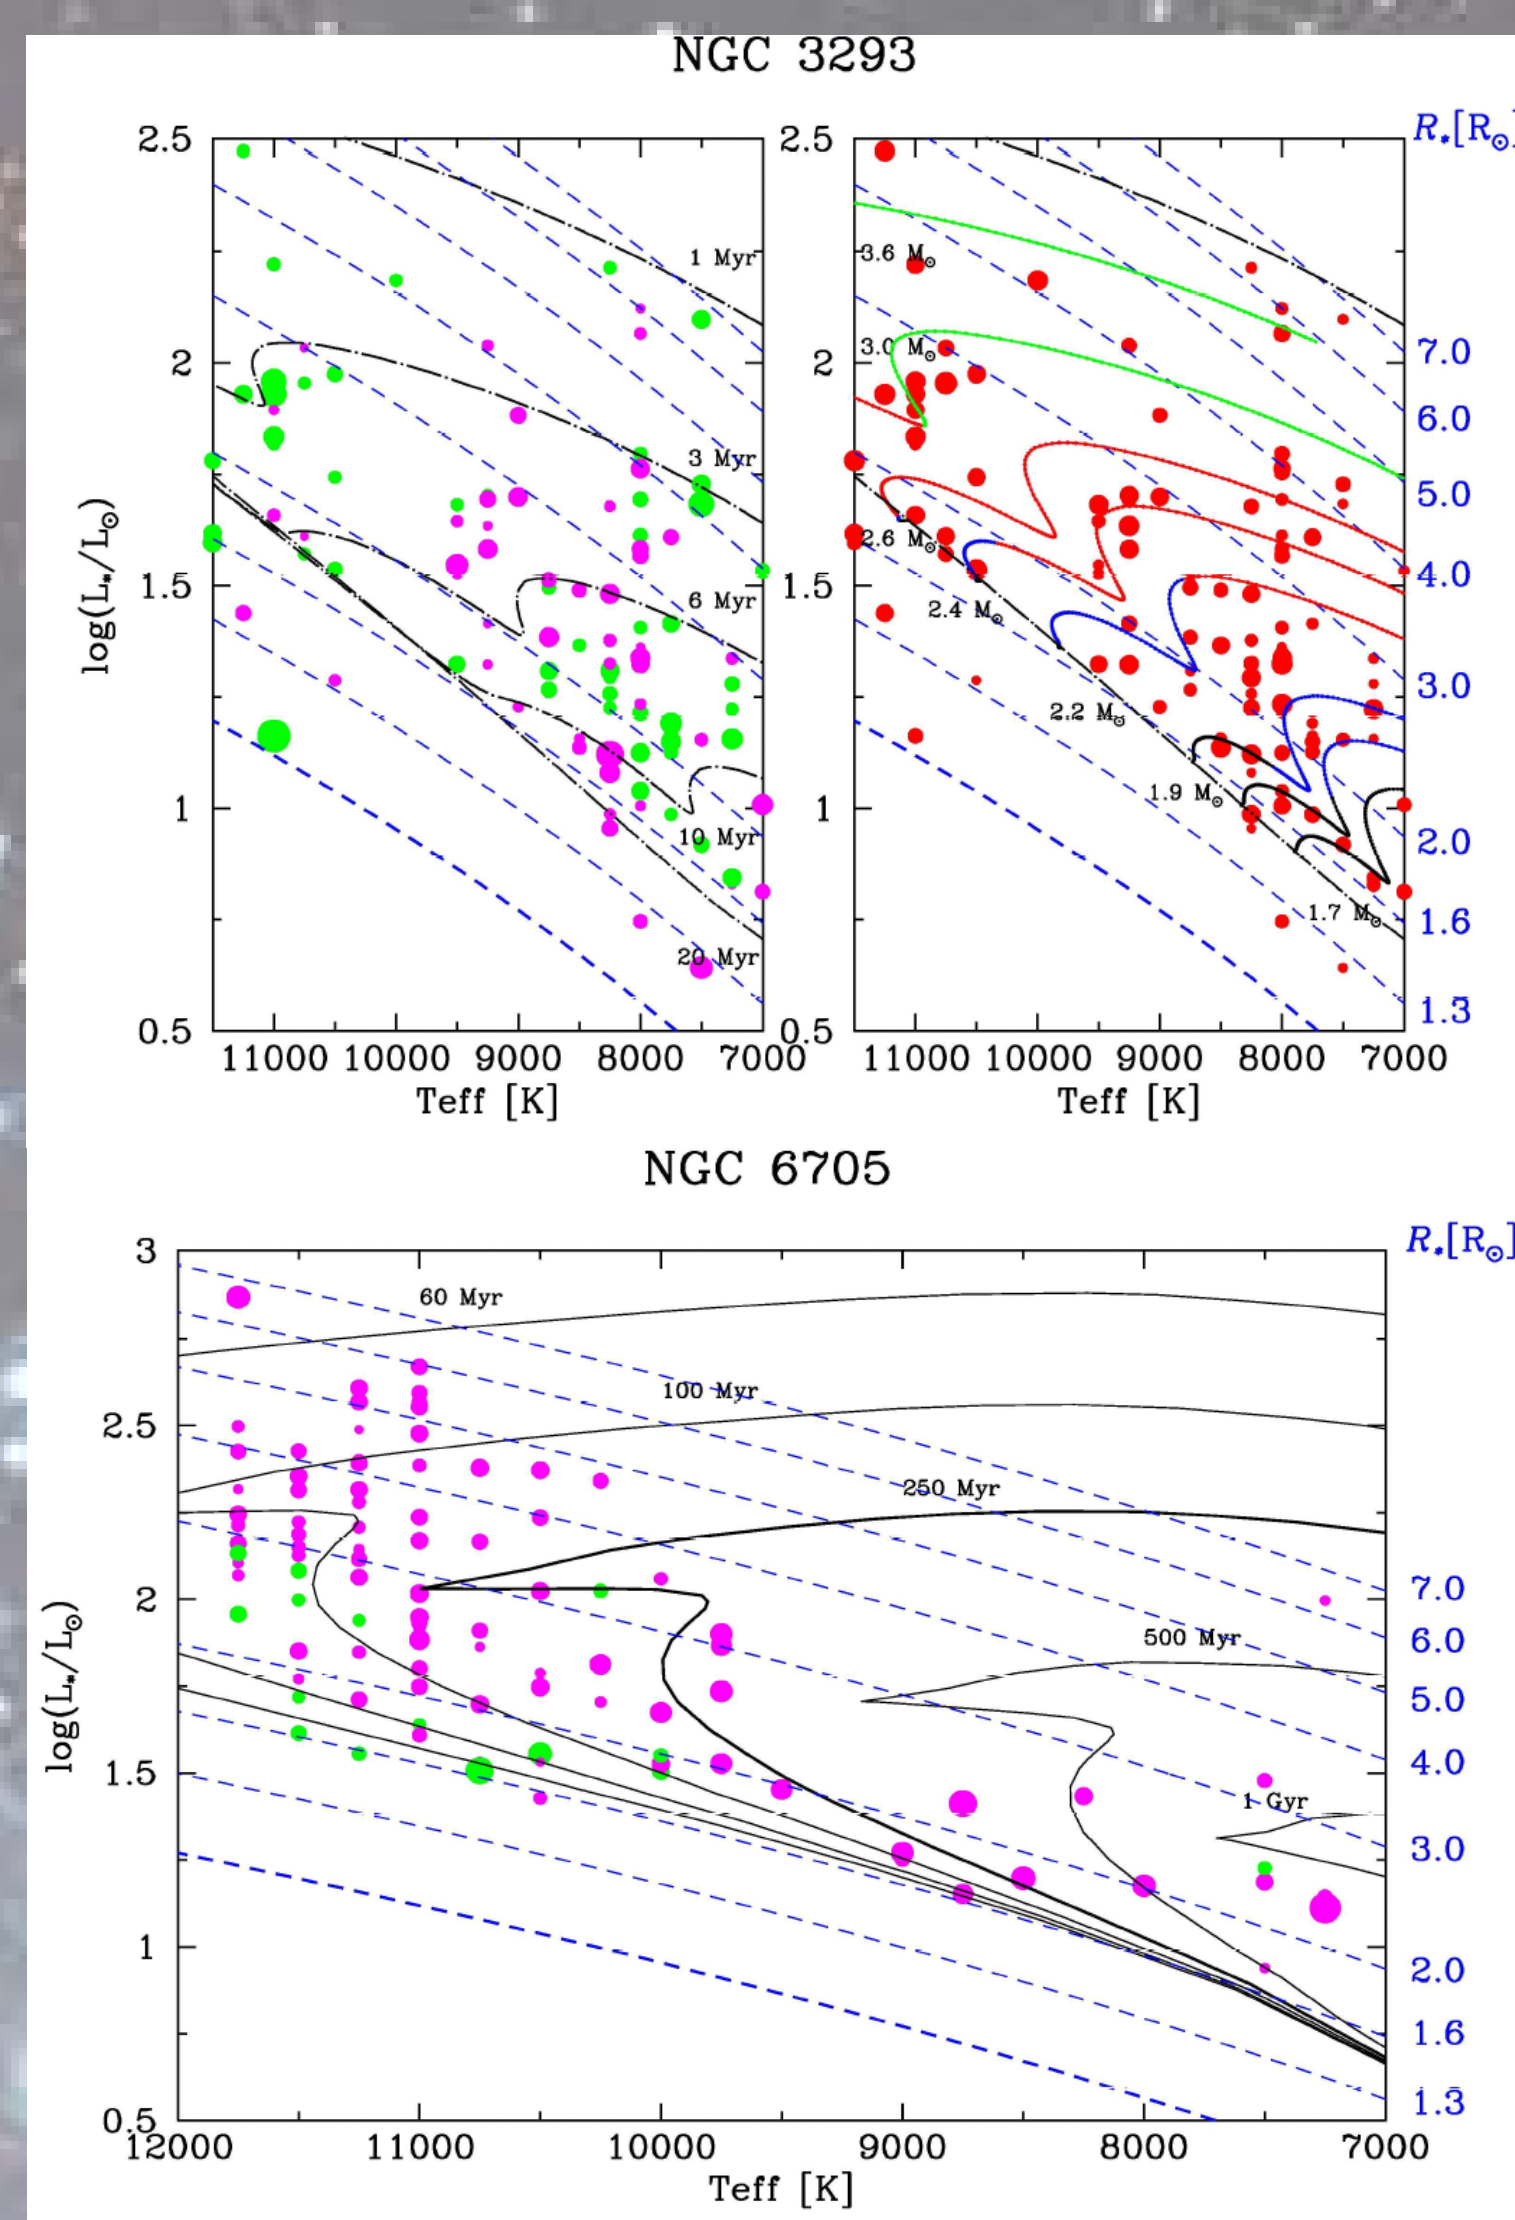 NGC 3293
2.5
2
1.5
1
0.5
log(L*/L☉)
1 Myr
3 Myr
6 Myr
10 Myr
20 Myr
11000 10000 9000 8000 7000
Teff [K]
2.5
2
1.5
1
0.5
3.6 M☉
3.0 M☉
2.6 M☉
2.4 M☉
2.2 M☉
1.9 M☉
1.7 M☉
11000 10000 9000 8000 7000
Teff [K]
R*[R☉]
7.0
6.0
5.0
4.0
3.0
2.0
1.6
1.3
NGC 6705
3
2.5
2
1.5
1
0.5
log(L*/L☉)
60 Myr
100 Myr
250 Myr
500 Myr
1 Gyr
12000 11000 10000 9000 8000 7000
Teff [K]
R*[R☉]
7.0
6.0
5.0
4.0
3.0
2.0
1.6
1.3